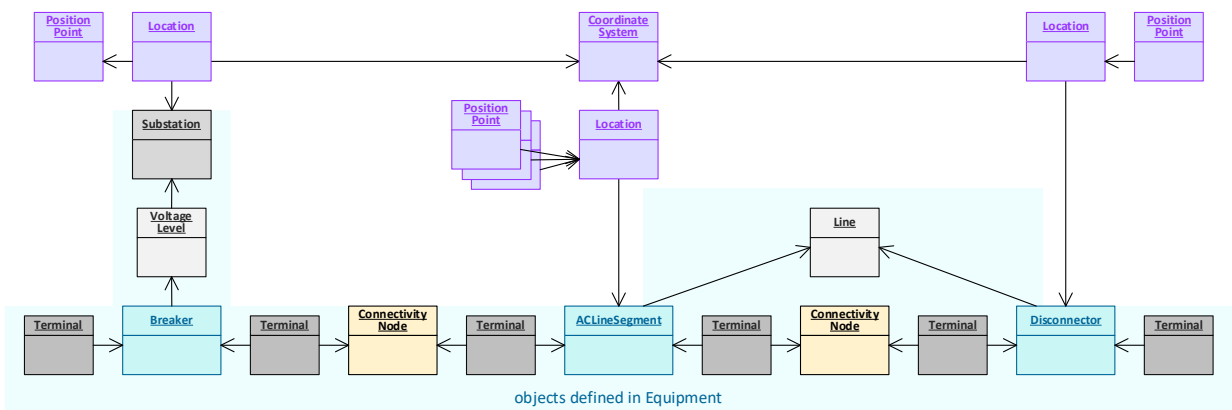 Position
Point
Location
Coordinate
System
Location
Position
Point
Position
Point
Location
Substation
Voltage
Level
Line
Terminal
Breaker
Terminal
Connectivity
Node
Terminal
ACLineSegment
Terminal
Connectivity
Node
Terminal
Disconnector
Terminal
objects defined in Equipment